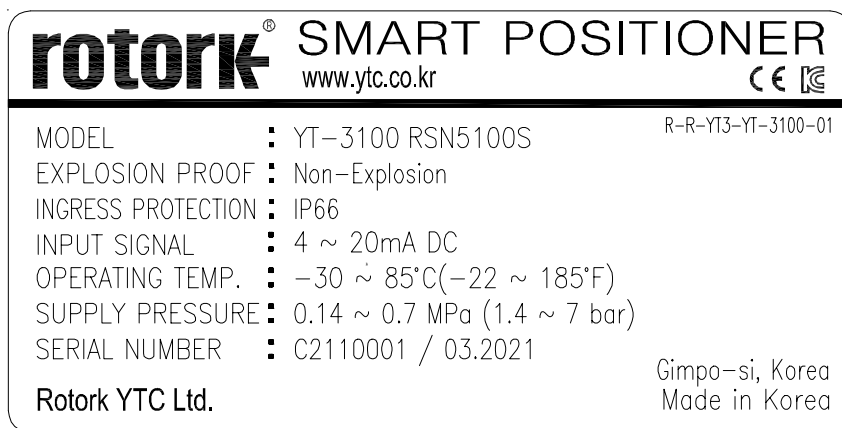 rotork® SMART POSITIONER
www.ytc.co.kr
CE KC
R-R-YT3-YT-3100-01
MODEL : YT-3100 RSN5100S
EXPLOSION PROOF : Non-Explosion
INGRESS PROTECTION : IP66
INPUT SIGNAL : 4 ~ 20mA DC
OPERATING TEMP. : -30 ~ 85°C(-22 ~ 185°F)
SUPPLY PRESSURE : 0.14 ~ 0.7 MPa (1.4 ~ 7 bar)
SERIAL NUMBER : C2110001 / 03.2021
Gimpo-si, Korea
Rotork YTC Ltd. Made in Korea